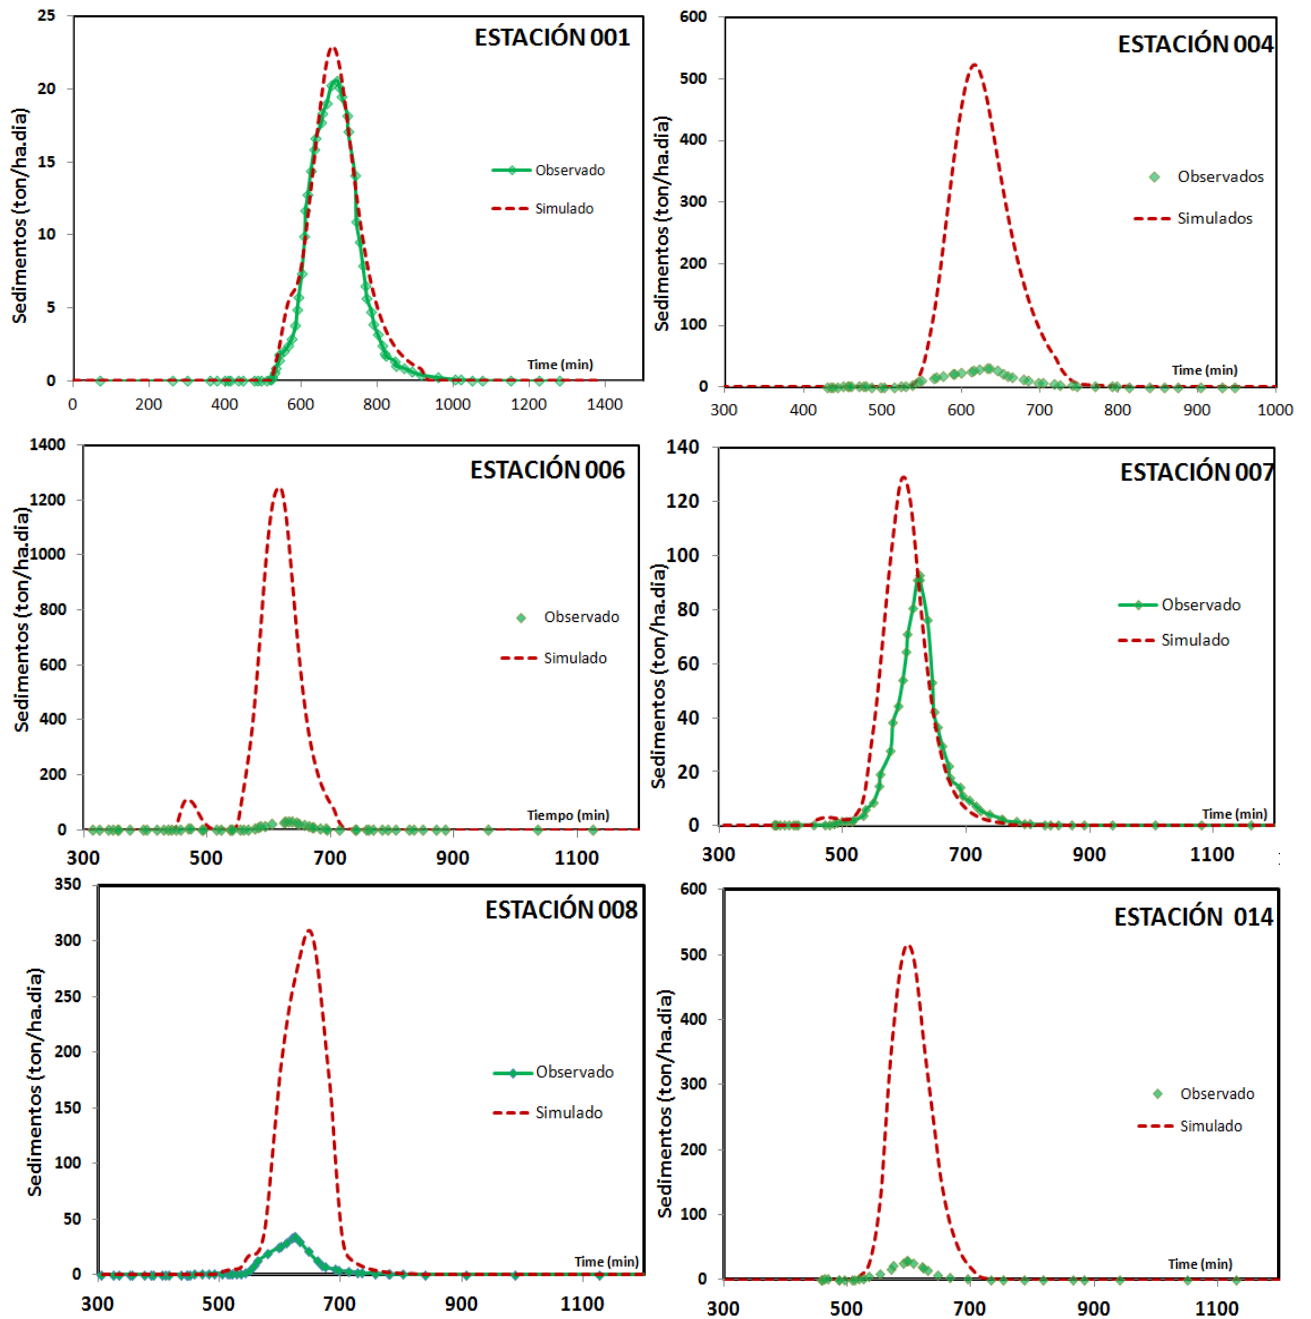 ESTACIÓN 001
Sedimentos (ton/ha.dia)
25
20
15
10
5
0
Observado
Simulado
Time (min)
0 200 400 600 800 1000 1200 1400
ESTACIÓN 004
Sedimentos (ton/ha.dia)
600
500
400
300
200
100
0
Observados
Simulados
Time (min)
300 400 500 600 700 800 900 1000
ESTACIÓN 006
Sedimentos (ton/ha.dia)
1400
1200
1000
800
600
400
200
0
Observado
Simulado
Tiempo (min)
300 500 700 900 1100
ESTACIÓN 007
Sedimentos (ton/ha.dia)
140
120
100
80
60
40
20
0
Observado
Simulado
Time (min)
300 500 700 900 1100
ESTACIÓN 008
Sedimentos (ton/ha.dia)
350
300
250
200
150
100
50
0
Observado
Simulado
Time (min)
300 500 700 900 1100
ESTACIÓN 014
Sedimentos (ton/ha.dia)
600
500
400
300
200
100
0
Observado
Simulado
Time (min)
300 500 700 900 1100